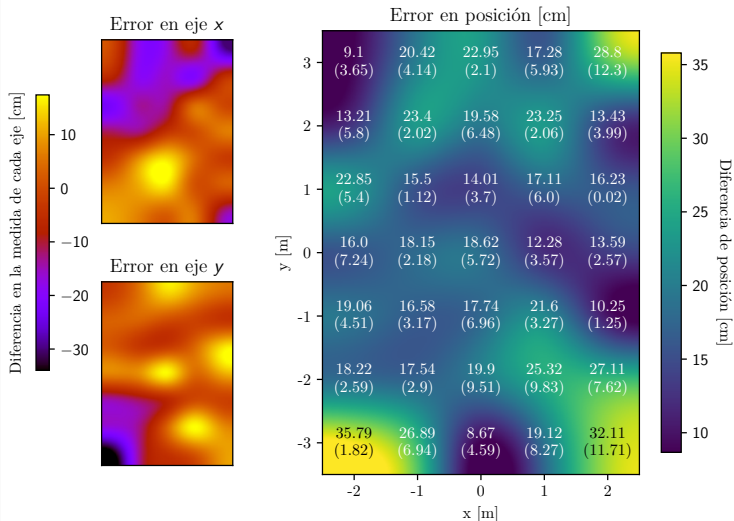 Error en eje x
Diferencia en la medida de cada eje [cm]
10
0
−10
−20
−30
Error en eje y
Error en posición [cm]
y [m]
3
2
1
0
-1
-2
-3
9.1 20.42 22.95 17.28 28.8
(3.65) (4.14) (2.1) (5.93) (12.3)
13.21 23.4 19.58 23.25 13.43
(5.8) (2.02) (6.48) (2.06) (3.99)
22.85 15.5 14.01 17.11 16.23
(5.4) (1.12) (3.7) (6.0) (0.02)
16.0 18.15 18.62 12.28 13.59
(7.24) (2.18) (5.72) (3.57) (2.57)
19.06 16.58 17.74 21.6 10.25
(4.51) (3.17) (6.96) (3.27) (1.25)
18.22 17.54 19.9 25.32 27.11
(2.59) (2.9) (9.51) (9.83) (7.62)
35.79 26.89 8.67 19.12 32.11
(1.82) (6.94) (4.59) (8.27) (11.71)
-2 -1 0 1 2
x [m]
35
30
25
20
15
10
Diferencia de posición [cm]